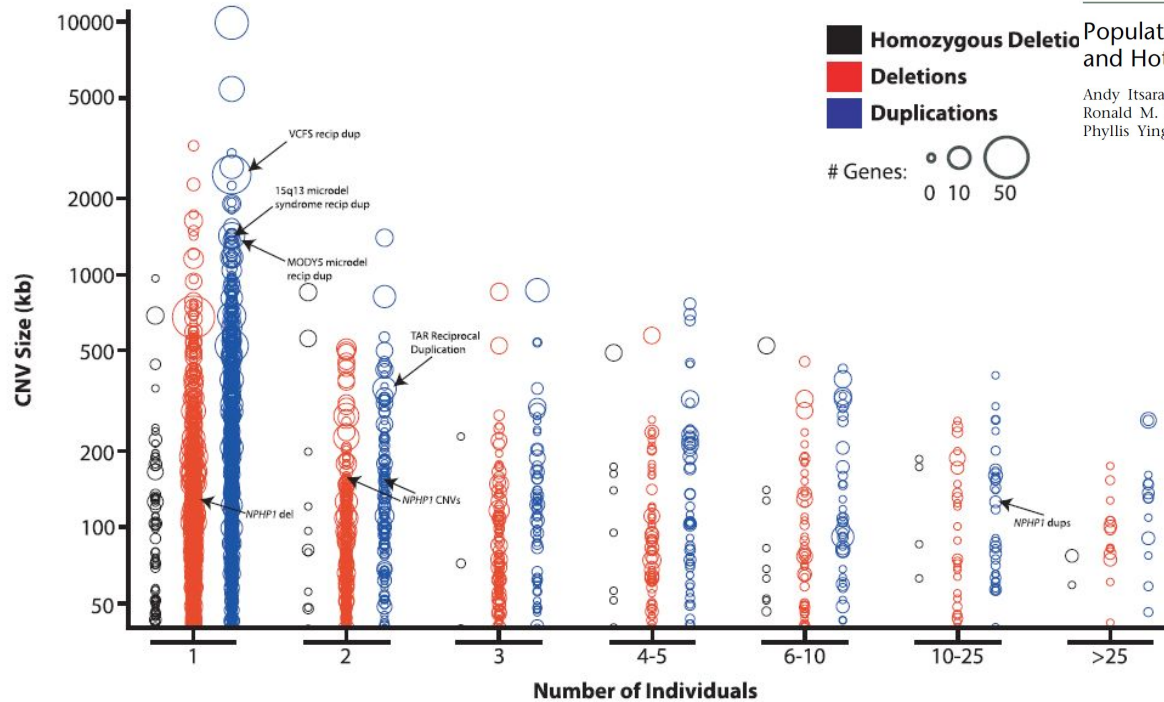 10000
5000
2000
1000
500
200
100
50
CNV Size (kb)
VCFS recip dup
15q13 microdel
syndrome recip dup
MODY5 microdel
recip dup
TAR Reciprocal
Duplication
NPHP1 del
NPHP1 CNVs
NPHP1 dups
Homozygous Deletio
Deletions
Duplications
# Genes:
0 10 50
Populat
and Hot
Andy Itsara
Ronald M.
Phyllis Ying
1 2 3 4-5 6-10 10-25 >25
Number of Individuals